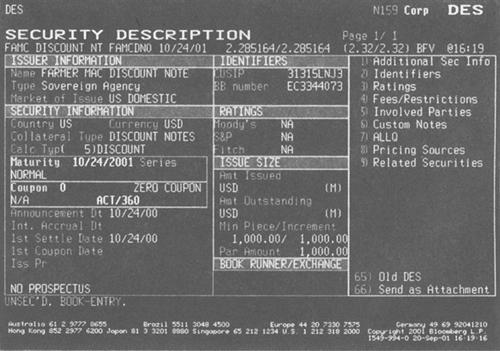 DES
N159 Corp DES
SECURITY DESCRIPTION Page 1/ 1
FAMC DISCOUNT NT FAMCDNO 10/24/01 2.285164/2.285164 (2.32/2.32) BFV @16:19
ISSUER INFORMATION
Name FARMER MAC DISCOUNT NOTE
Type Sovereign Agency
Market of Issue US DOMESTIC
SECURITY INFORMATION
Country US Currency USD
Collateral Type DISCOUNT NOTES
Calc Typ( 5)DISCOUNT
Maturity 10/24/2001 Series
NORMAL
Coupon 0 ZERO COUPON
N/A ACT/360
Announcement Dt 10/24/00
Int. Accrual Dt
1st Settle Date 10/24/00
1st Coupon Date
Iss Pr
NO PROSPECTUS
IDENTIFIERS
CUSIP 31315LNJ3
BB number EC3344073
RATINGS
Moody's NA
S&P NA
Fitch NA
ISSUE SIZE
Amt Issued
USD (M)
Amt Outstanding
USD (M)
Min Piece/Increment
1,000.00/ 1,000.00
Par Amount 1,000.00
BOOK RUNNER/EXCHANGE
1) Additional Sec Info
2) Identifiers
3) Ratings
4) Fees/Restrictions
5) Involved Parties
6) Custom Notes
7) ALLQ
8) Pricing Sources
9) Related Securities
65) Old DES
66) Send as Attachment
UNSEC'D. BOOK-ENTRY.
Australia 61 2 9777 8655 Brazil 5511 3048 4500 Europe 44 20 7330 7575 Germany 49 69 92041210
Hong Kong 852 2977 6200 Japan 81 3 3201 8880 Singapore 65 212 1234 U.S. 1 212 318 2000 Copyright 2001 Bloomberg L.P.
1549-994-0 20-Sep-01 16:19:16